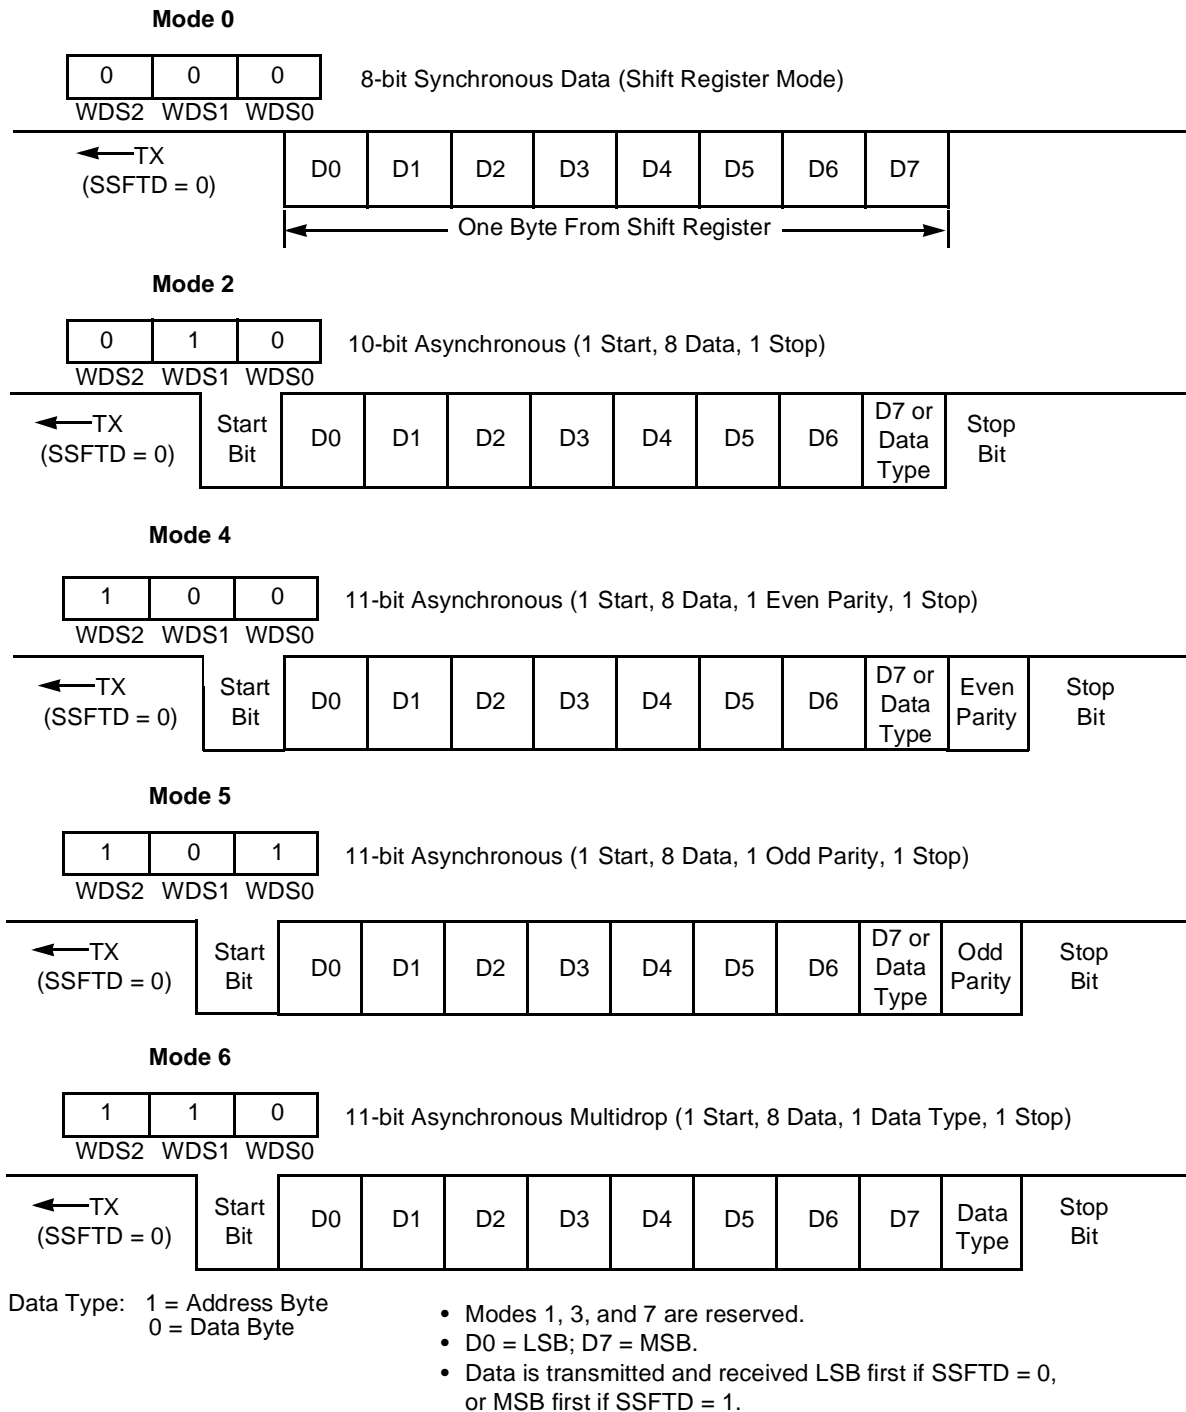 Mode 0
0 0 0 8-bit Synchronous Data (Shift Register Mode)
WDS2 WDS1 WDS0
TX
(SSFTD = 0)
D0 D1 D2 D3 D4 D5 D6 D7
One Byte From Shift Register
Mode 2
0 1 0 10-bit Asynchronous (1 Start, 8 Data, 1 Stop)
WDS2 WDS1 WDS0
TX
(SSFTD = 0)
Start
Bit
D0 D1 D2 D3 D4 D5 D6
D7 or
Data
Type
Stop
Bit
Mode 4
1 0 0 11-bit Asynchronous (1 Start, 8 Data, 1 Even Parity, 1 Stop)
WDS2 WDS1 WDS0
TX
(SSFTD = 0)
Start
Bit
D0 D1 D2 D3 D4 D5 D6
D7 or
Data
Type
Even
Parity
Stop
Bit
Mode 5
1 0 1 11-bit Asynchronous (1 Start, 8 Data, 1 Odd Parity, 1 Stop)
WDS2 WDS1 WDS0
TX
(SSFTD = 0)
Start
Bit
D0 D1 D2 D3 D4 D5 D6
D7 or
Data
Type
Odd
Parity
Stop
Bit
Mode 6
1 1 0 11-bit Asynchronous Multidrop (1 Start, 8 Data, 1 Data Type, 1 Stop)
WDS2 WDS1 WDS0
TX
(SSFTD = 0)
Start
Bit
D0 D1 D2 D3 D4 D5 D6 D7
Data
Type
Stop
Bit
Data Type: 1 = Address Byte
0 = Data Byte
• Modes 1, 3, and 7 are reserved.
• D0 = LSB; D7 = MSB.
• Data is transmitted and received LSB first if SSFTD = 0,
or MSB first if SSFTD = 1.